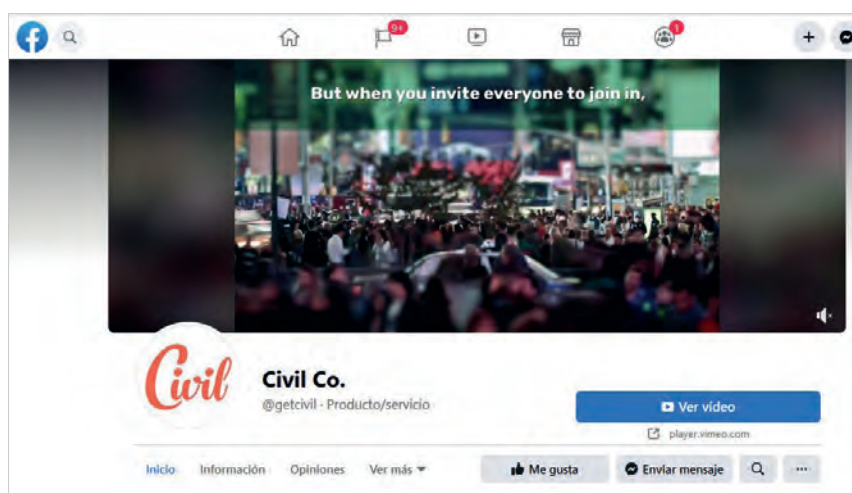 9+
1
But when you invite everyone to join in,
Civil
Civil Co.
@getcivil · Producto/servicio
Ver vídeo
player.vimeo.com
Inicio
Información
Opiniones
Ver más
Me gusta
Enviar mensaje